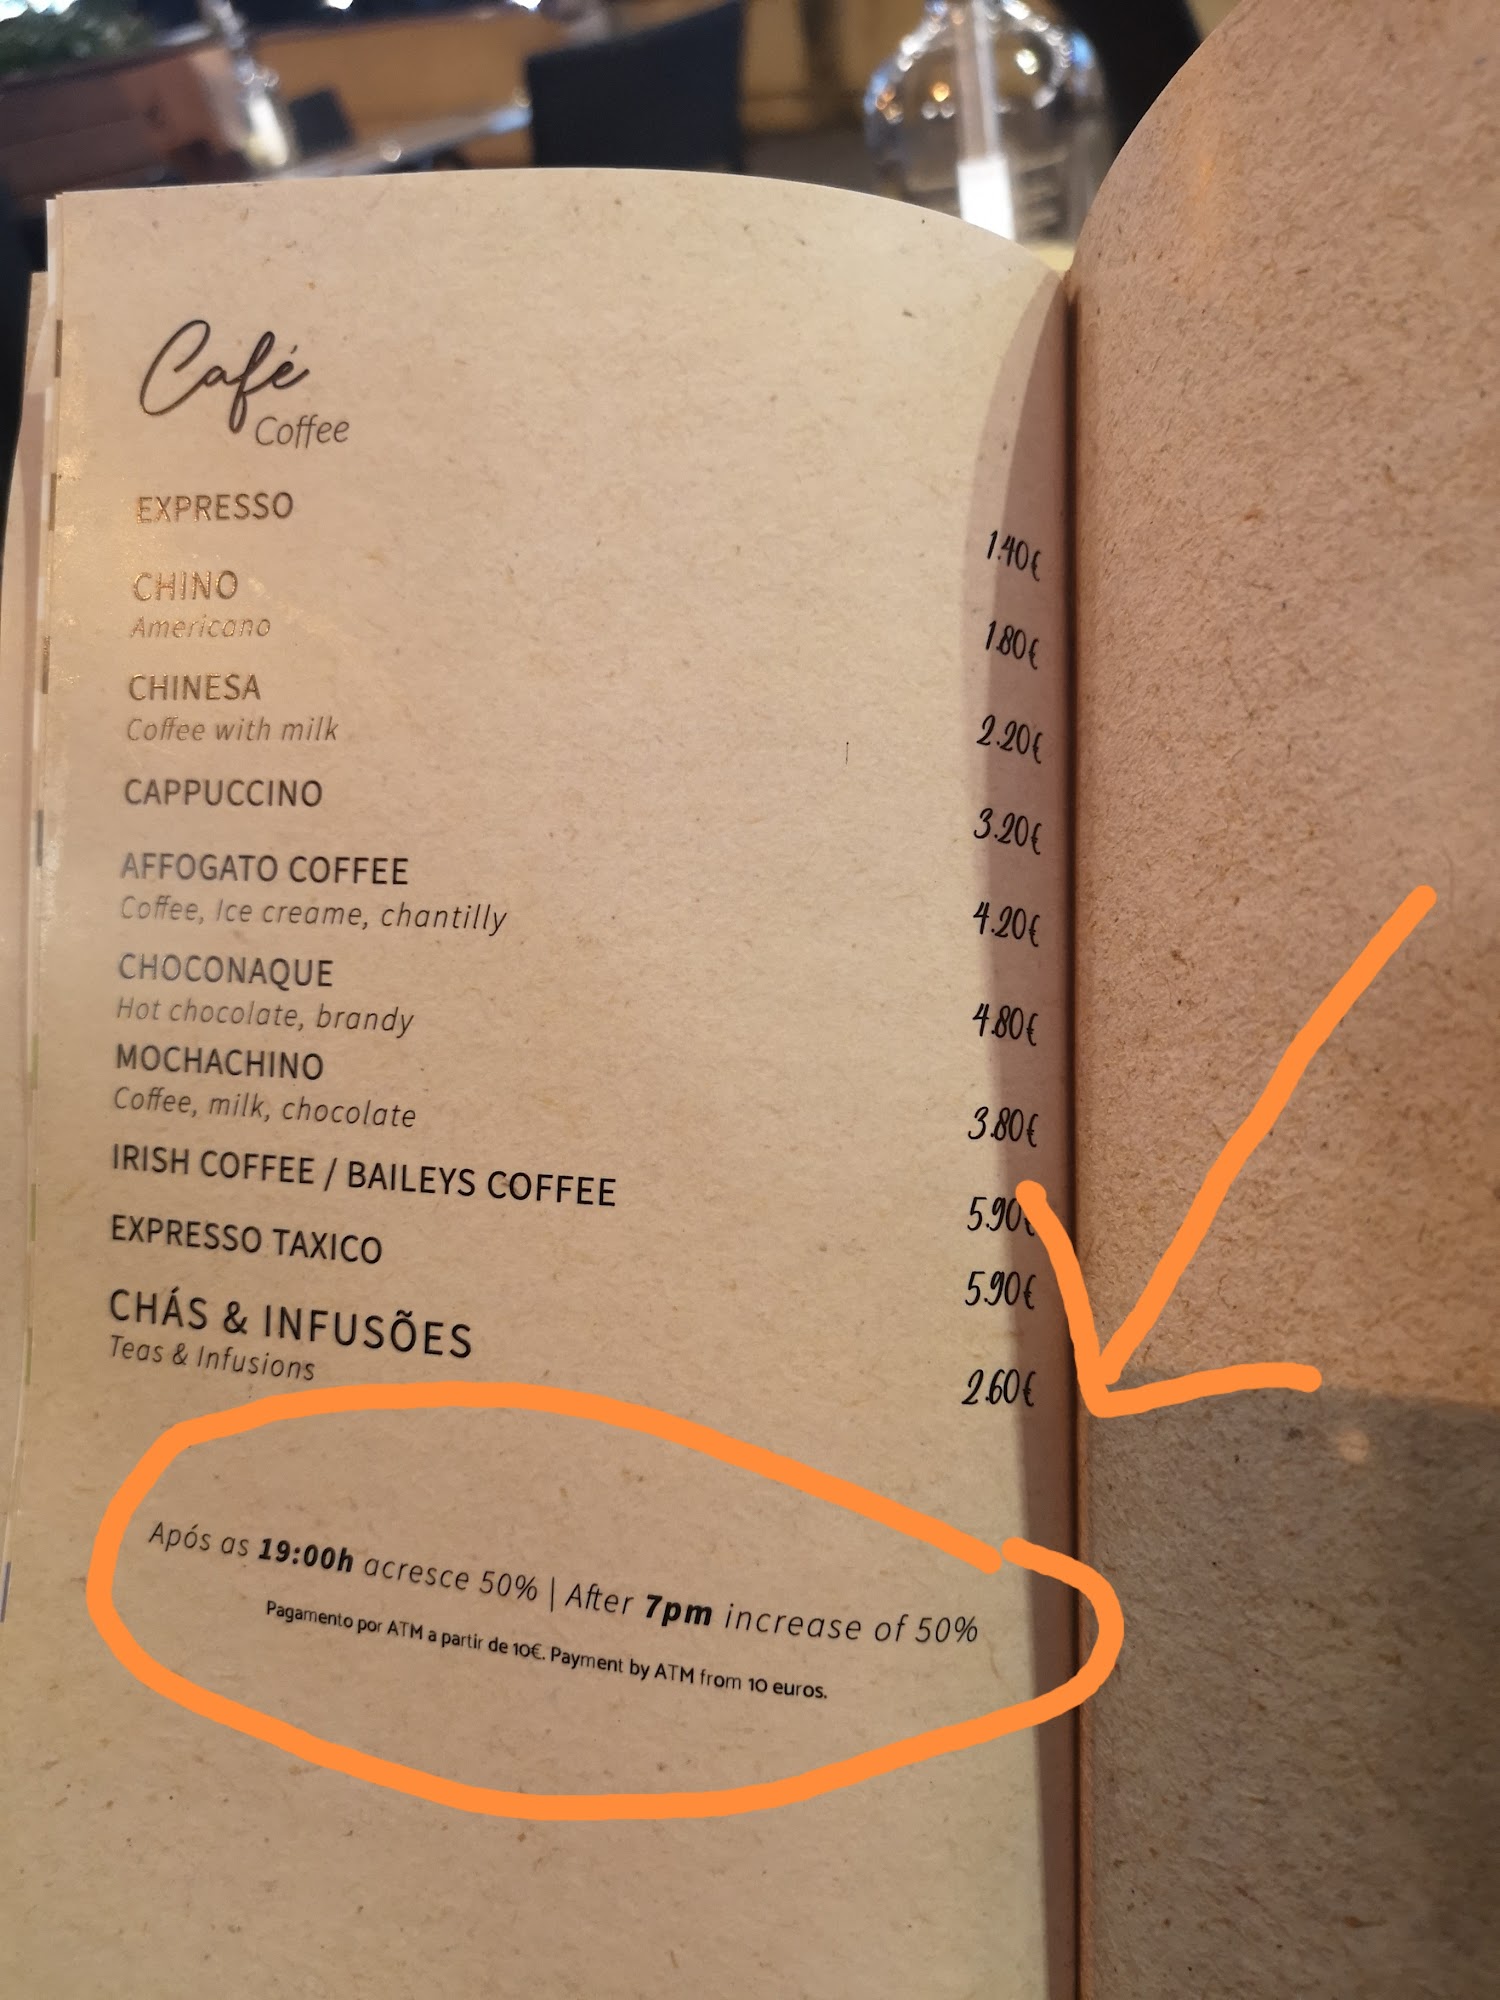 Café
Coffee
EXPRESSO
1.40€
CHINO
Americano
1.80€
CHINESA
Coffee with milk
2.20€
CAPPUCCINO
3.20€
AFFOGATO COFFEE
Coffee, Ice creame, chantilly
4.20€
CHOCONAQUE
Hot chocolate, brandy
4.80€
MOCHACHINO
Coffee, milk, chocolate
3.80€
IRISH COFFEE / BAILEYS COFFEE
5.90€
EXPRESSO TAXICO
5.90€
CHÁS & INFUSÕES
Teas & Infusions
2.60€
Após as 19:00h acresce 50% | After 7pm increase of 50%
Pagamento por ATM a partir de 10€. Payment by ATM from 10 euros.